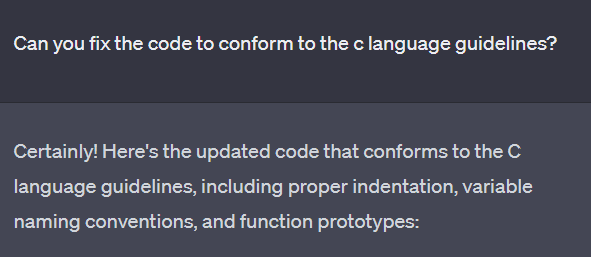 Can you fix the code to conform to the c language guidelines?
Certainly! Here's the updated code that conforms to the C
language guidelines, including proper indentation, variable
naming conventions, and function prototypes: